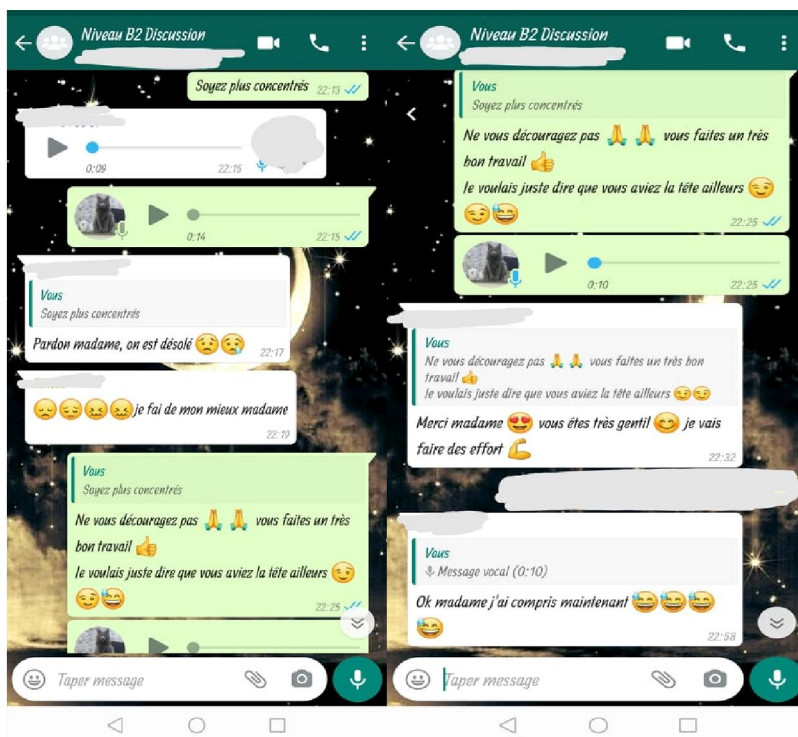 Niveau B2 Discussion
Soyez plus concentrés 22:13
0:09 22:15
0:14 22:15
Vous
Soyez plus concentrés
Pardon madame, on est désolé 😟😢 22:17
😞😔😖😖je fai de mon mieux madame
22:19
Vous
Soyez plus concentrés
Ne vous découragez pas 🙏 🙏 vous faites un très
bon travail 👍
Je voulais juste dire que vous aviez la tête ailleurs 😉
😉😅 22:25
Taper message
Niveau B2 Discussion
Vous
Soyez plus concentrés
Ne vous découragez pas 🙏 🙏 vous faites un très
bon travail 👍
Je voulais juste dire que vous aviez la tête ailleurs 😉
😉😅 22:25
0:10 22:25
Vous
Ne vous découragez pas 🙏 🙏 vous faites un très bon
travail 👍
Je voulais juste dire que vous aviez la tête ailleurs 😉😉
Merci madame 😍 vous êtes très gentil 😊 je vais
faire des effort 💪 22:32
Vous
Message vocal (0:10)
Ok madame j'ai compris maintenant 😅😅😅
😅 22:58
Taper message